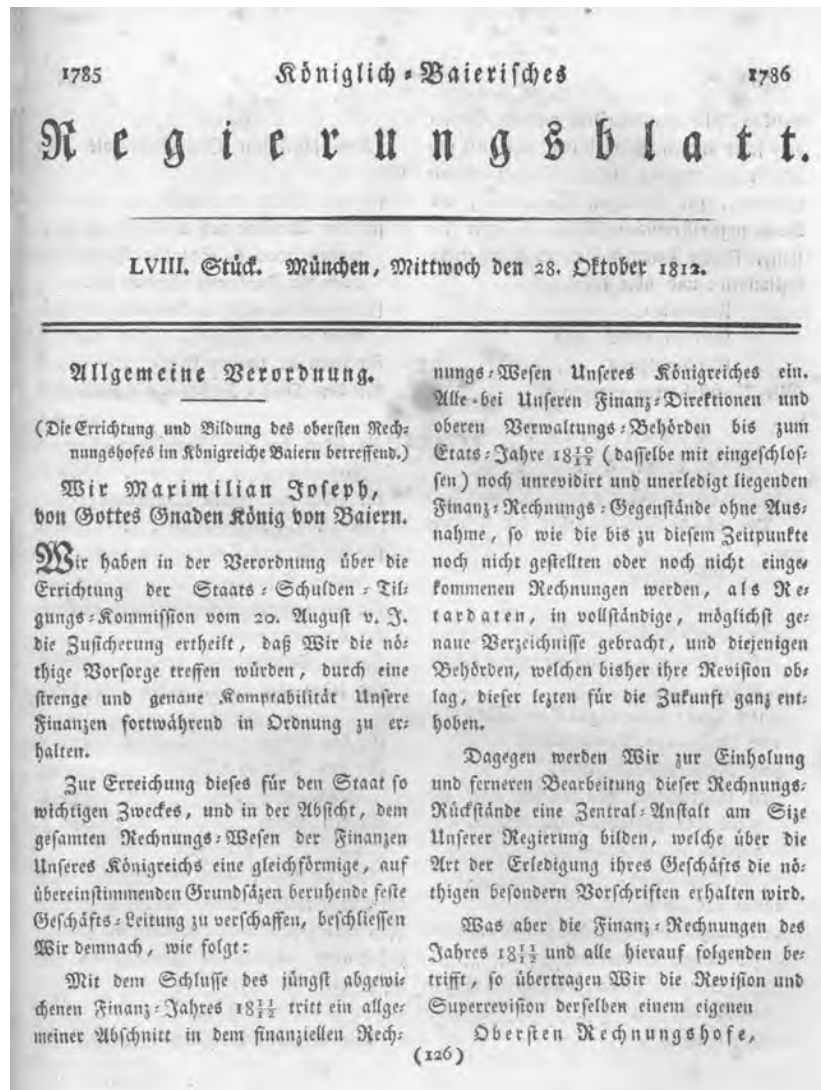 1785 Königlich-Baierisches 1786
Regierungsblatt.
LVIII. Stück. München, Mittwoch den 28. Oktober 1812.
Allgemeine Verordnung.
(Die Errichtung und Bildung des obersten Rech-
nungshofes im Königreiche Baiern betreffend.)
Wir Maximilian Joseph,
von Gottes Gnaden König von Baiern.
Wir haben in der Verordnung über die
Errichtung der Staats-Schulden-Til-
gungs-Kommission vom 20. August v. J.
die Zusicherung ertheilt, daß Wir die nö-
thige Vorsorge treffen würden, durch eine
strenge und genaue Komptabilität Unsere
Finanzen fortwährend in Ordnung zu er-
halten.
Zur Erreichung dieses für den Staat so
wichtigen Zweckes, und in der Absicht, dem
gesamten Rechnungs-Wesen der Finanzen
Unseres Königreichs eine gleichförmige, auf
übereinstimmenden Grundsäzen beruhende feste
Geschäfts-Leitung zu verschaffen, beschliessen
Wir demnach, wie folgt:
Mit dem Schlusse des jüngst abgewi-
chenen Finanz-Jahres 18 11/12 tritt ein allge-
meiner Abschnitt in dem finanziellen Rech-
nungs-Wesen Unseres Königreiches ein.
Alle bei Unseren Finanz-Direktionen und
oberen Verwaltungs-Behörden bis zum
Etats-Jahre 18 10/11 (dasselbe mit eingeschlos-
sen) noch unrevidirt und unerledigt liegenden
Finanz-Rechnungs-Gegenstände ohne Aus-
nahme, so wie die bis zu diesem Zeitpunkte
noch nicht gestellten oder noch nicht einge-
kommenen Rechnungen werden, als Re-
tardaten, in vollständige, möglichst ge-
naue Verzeichnisse gebracht, und diejenigen
Behörden, welchen bisher ihre Revision ob-
lag, dieser lezten für die Zukunft ganz ent-
hoben.
Dagegen werden Wir zur Einholung
und ferneren Bearbeitung dieser Rechnungs-
Rückstände eine Zentral-Anstalt am Size
Unserer Regierung bilden, welche über die
Art der Erledigung ihres Geschäfts die nö-
thigen besondern Vorschriften erhalten wird.
Was aber die Finanz-Rechnungen des
Jahres 18 11/12 und alle hierauf folgenden be-
trifft, so übertragen Wir die Revision und
Superrevision derselben einem eigenen
Obersten Rechnungshofe,
(126)